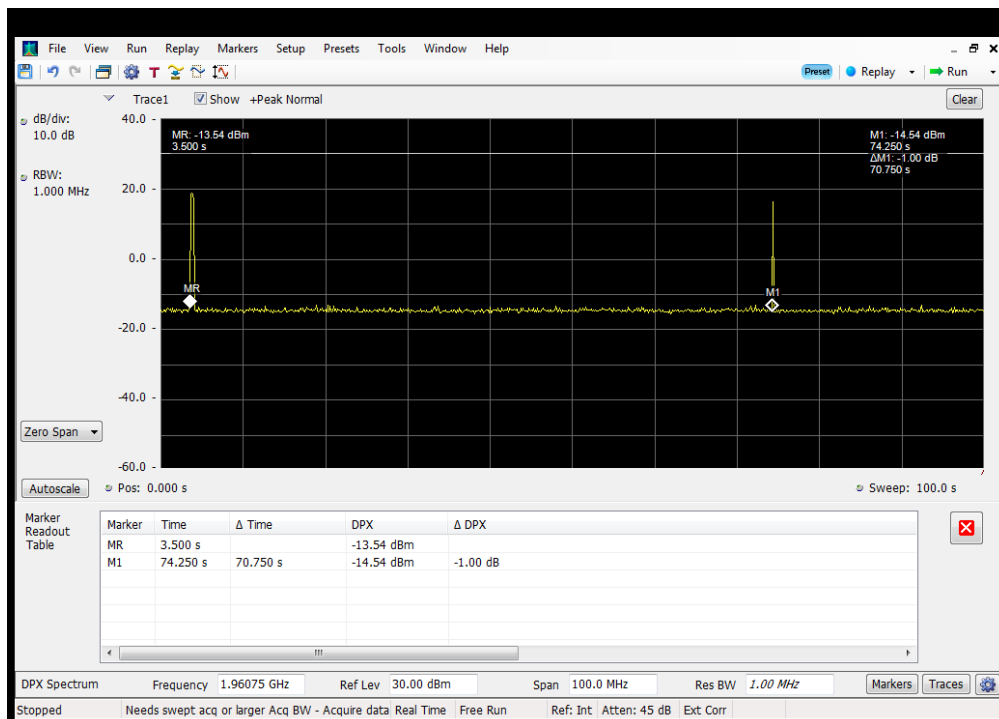 File View Run Replay Markers Setup Presets Tools Window Help
Preset Replay Run
Trace1 Show +Peak Normal Clear
dB/div:
10.0 dB
RBW:
1.000 MHz
40.0
20.0
0.0
-20.0
-40.0
-60.0
MR: -13.54 dBm
3.500 s
M1: -14.54 dBm
74.250 s
ΔM1: -1.00 dB
70.750 s
MR
M1
Zero Span
Autoscale Pos: 0.000 s Sweep: 100.0 s
Marker
Readout
Table
Marker Time Δ Time DPX Δ DPX
MR 3.500 s -13.54 dBm
M1 74.250 s 70.750 s -14.54 dBm -1.00 dB
DPX Spectrum Frequency 1.96075 GHz Ref Lev 30.00 dBm Span 100.0 MHz Res BW 1.00 MHz Markers Traces
Stopped Needs swept acq or larger Acq BW - Acquire data Real Time Free Run Ref: Int Atten: 45 dB Ext Corr